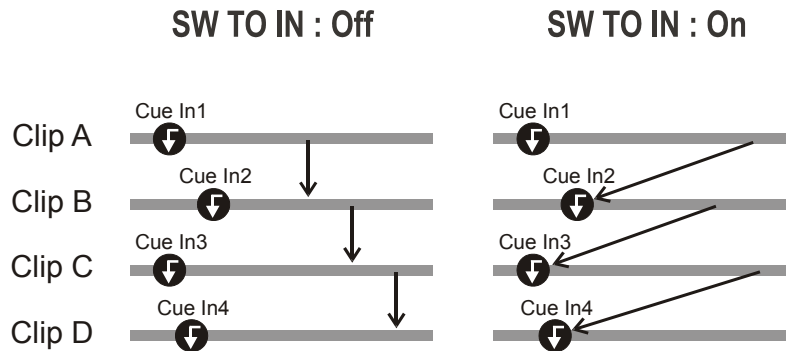 SW TO IN : Off
SW TO IN : On
Cue In1
Clip A
Cue In2
Clip B
Cue In3
Clip C
Cue In4
Clip D
Cue In1
Cue In2
Cue In3
Cue In4